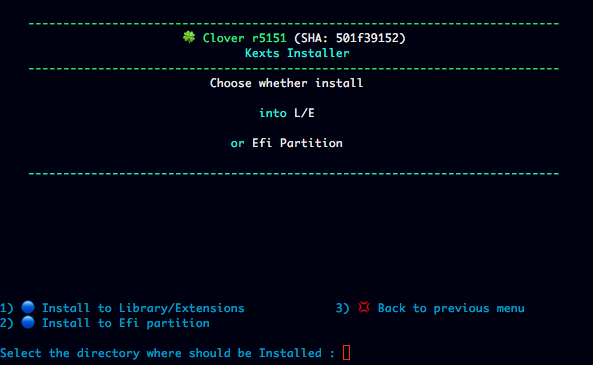 🍀 Clover r5151 (SHA: 501f39152)
Kexts Installer
Choose whether install
into L/E
or Efi Partition
1) 🔵 Install to Library/Extensions 3) 💢 Back to previous menu
2) 🔵 Install to Efi partition
Select the directory where should be Installed :